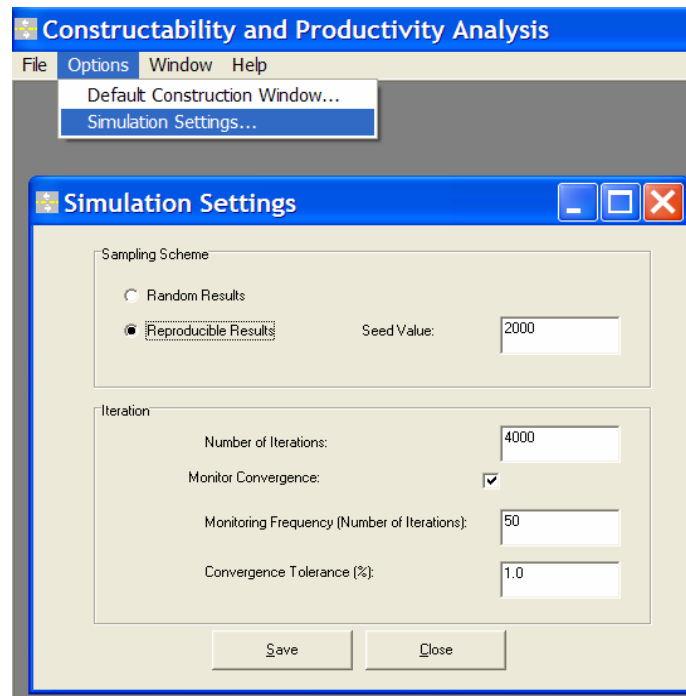 Constructability and Productivity Analysis
File Options Window Help
Default Construction Window...
Simulation Settings...
Simulation Settings
Sampling Scheme
Random Results
Reproducible Results Seed Value: 2000
Iteration
Number of Iterations: 4000
Monitor Convergence:
Monitoring Frequency (Number of Iterations): 50
Convergence Tolerance (%): 1.0
Save Close